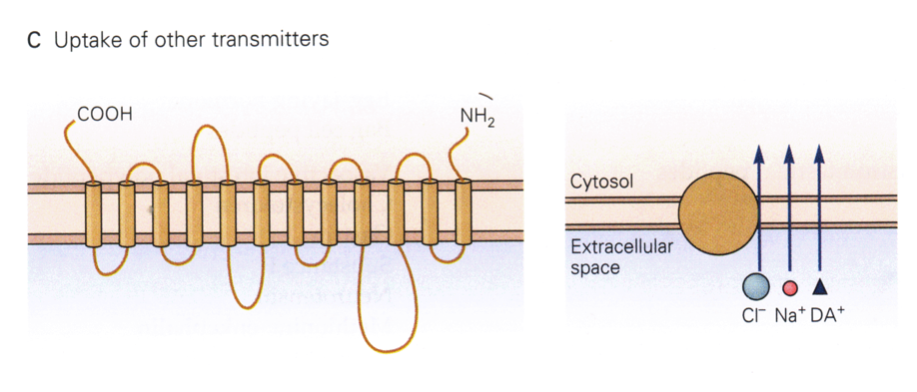 C Uptake of other transmitters
COOH
NH₂
Cytosol
Extracellular
space
Cl⁻ Na⁺ DA⁺